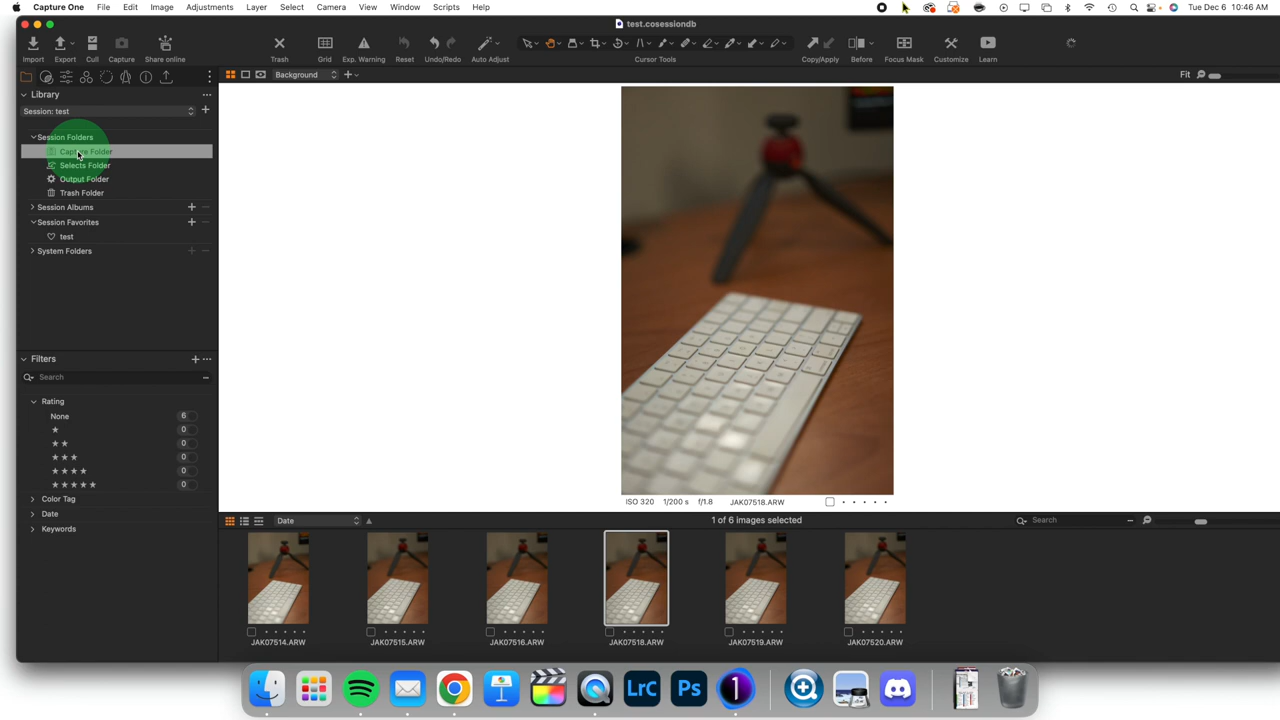 Capture One File Edit Image Adjustments Layer Select Camera View Window Scripts Help Tue Dec 6 10:46 AM
test.cosessiondb
Import Export Cull Capture Share online Trash Grid Exp. Warning Reset Undo/Redo Auto Adjust Cursor Tools Copy/Apply Before Focus Mask Customize Learn
Background Fit
Library
Session: test
Session Folders
Capture Folder
Selects Folder
Output Folder
Trash Folder
Session Albums
Session Favorites
test
System Folders
ISO 320 1/200 s f/1.8 JAK07518.ARW
Filters
Search
Rating
None 6
★ 0
★ ★ 0
★ ★ ★ 0
★ ★ ★ ★ 0
★ ★ ★ ★ ★ 0
Color Tag
Date
Keywords
Date 1 of 6 images selected Search
JAK07514.ARW JAK07515.ARW JAK07516.ARW JAK07518.ARW JAK07519.ARW JAK07520.ARW
LrC Ps 1